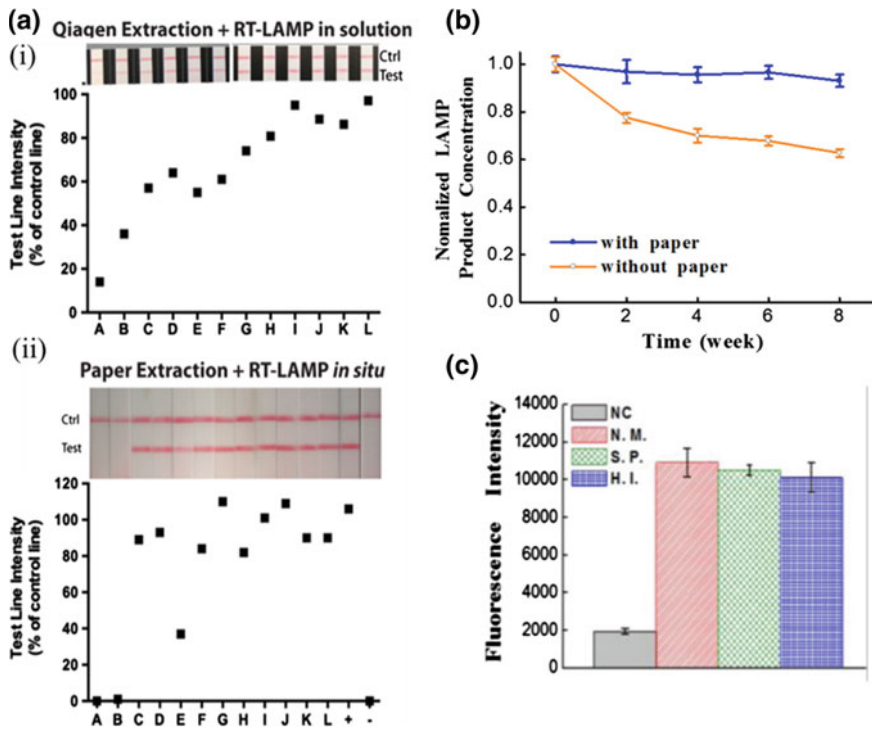 (a)
Qiagen Extraction + RT-LAMP in solution
(i)
Ctrl
Test
Test Line Intensity
(% of control line)
100
80
60
40
20
0
A B C D E F G H I J K L
(ii)
Paper Extraction + RT-LAMP in situ
Ctrl
Test
Test Line Intensity
(% of control line)
120
100
80
60
40
20
0
A B C D E F G H I J K L + -
(b)
Nomalized LAMP
Product Concentration
1.0
0.8
0.6
0.4
0.2
0.0
with paper
without paper
0 2 4 6 8
Time (week)
(c)
Fluorescence Intensity
14000
12000
10000
8000
6000
4000
2000
0
NC
N. M.
S. P.
H. I.